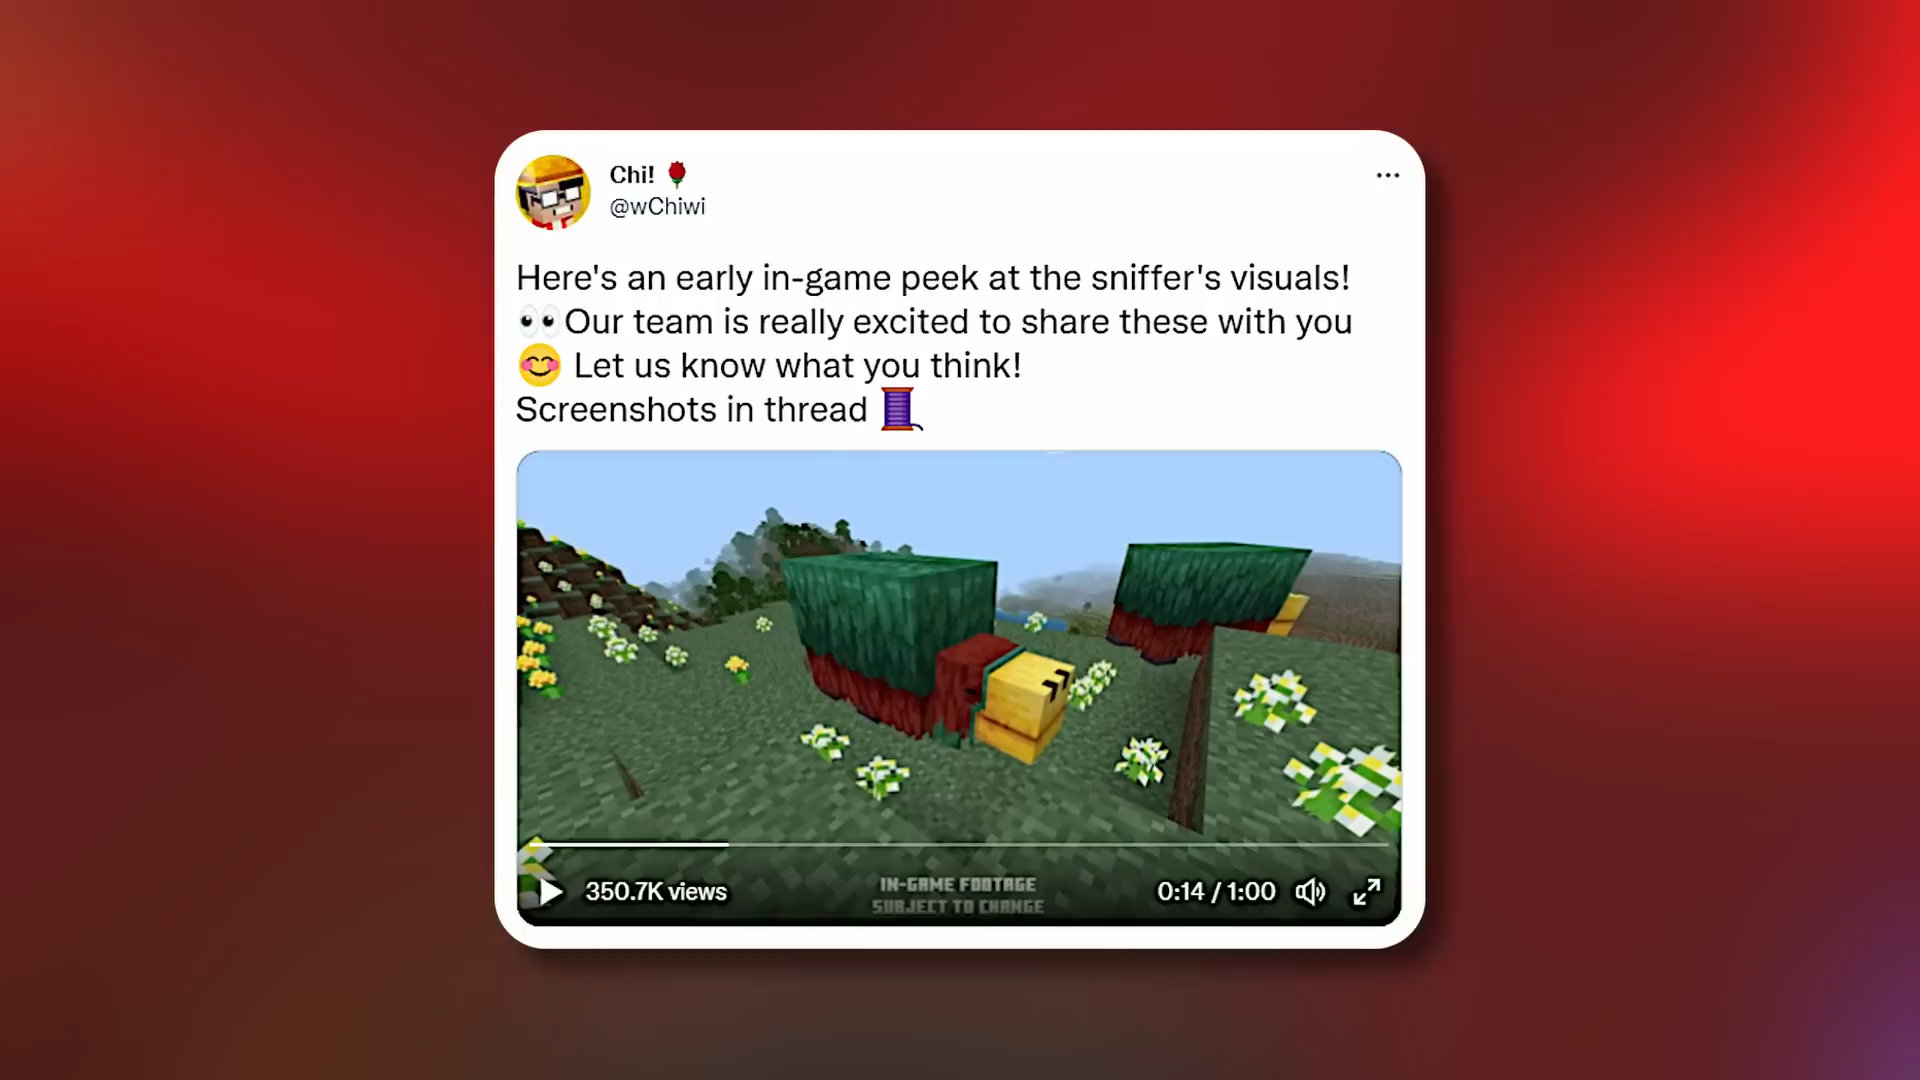 Chi! 🌹
@wChiwi
Here's an early in-game peek at the sniffer's visuals!
👀Our team is really excited to share these with you
😊 Let us know what you think!
Screenshots in thread 🧵
350.7K views
IN-GAME FOOTAGE
SUBJECT TO CHANGE
0:14 / 1:00